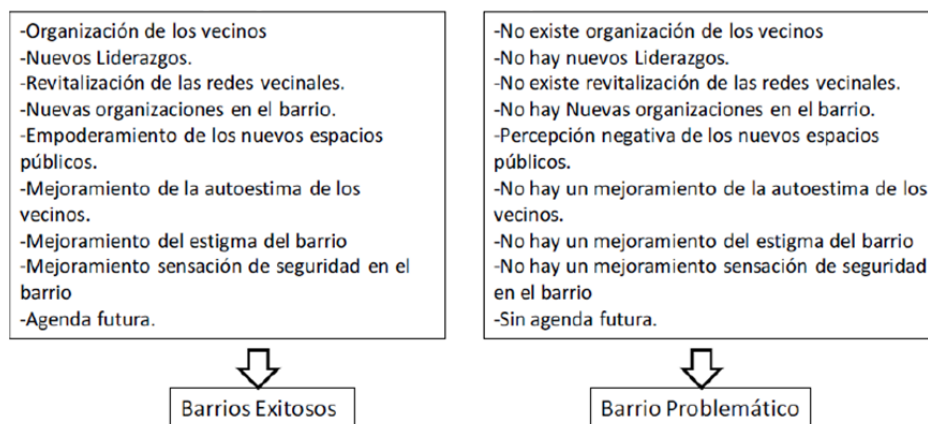 -Organización de los vecinos
-Nuevos Liderazgos.
-Revitalización de las redes vecinales.
-Nuevas organizaciones en el barrio.
-Empoderamiento de los nuevos espacios
públicos.
-Mejoramiento de la autoestima de los
vecinos.
-Mejoramiento del estigma del barrio
-Mejoramiento sensación de seguridad en el
barrio
-Agenda futura.
Barrios Exitosos
-No existe organización de los vecinos
-No hay nuevos Liderazgos.
-No existe revitalización de las redes vecinales.
-No hay Nuevas organizaciones en el barrio.
-Percepción negativa de los nuevos espacios
públicos.
-No hay un mejoramiento de la autoestima de los
vecinos.
-No hay un mejoramiento del estigma del barrio
-No hay un mejoramiento sensación de seguridad
en el barrio
-Sin agenda futura.
Barrio Problemático